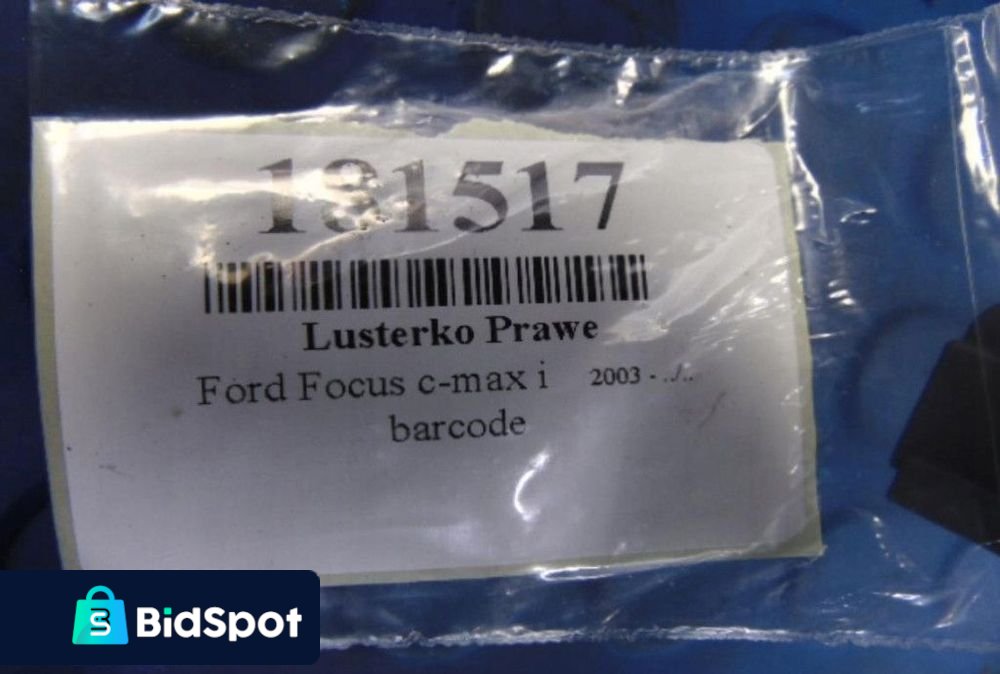 181517
Lusterko Prawe
Ford Focus c-max i 2003 - ../..
barcode
BidSpot